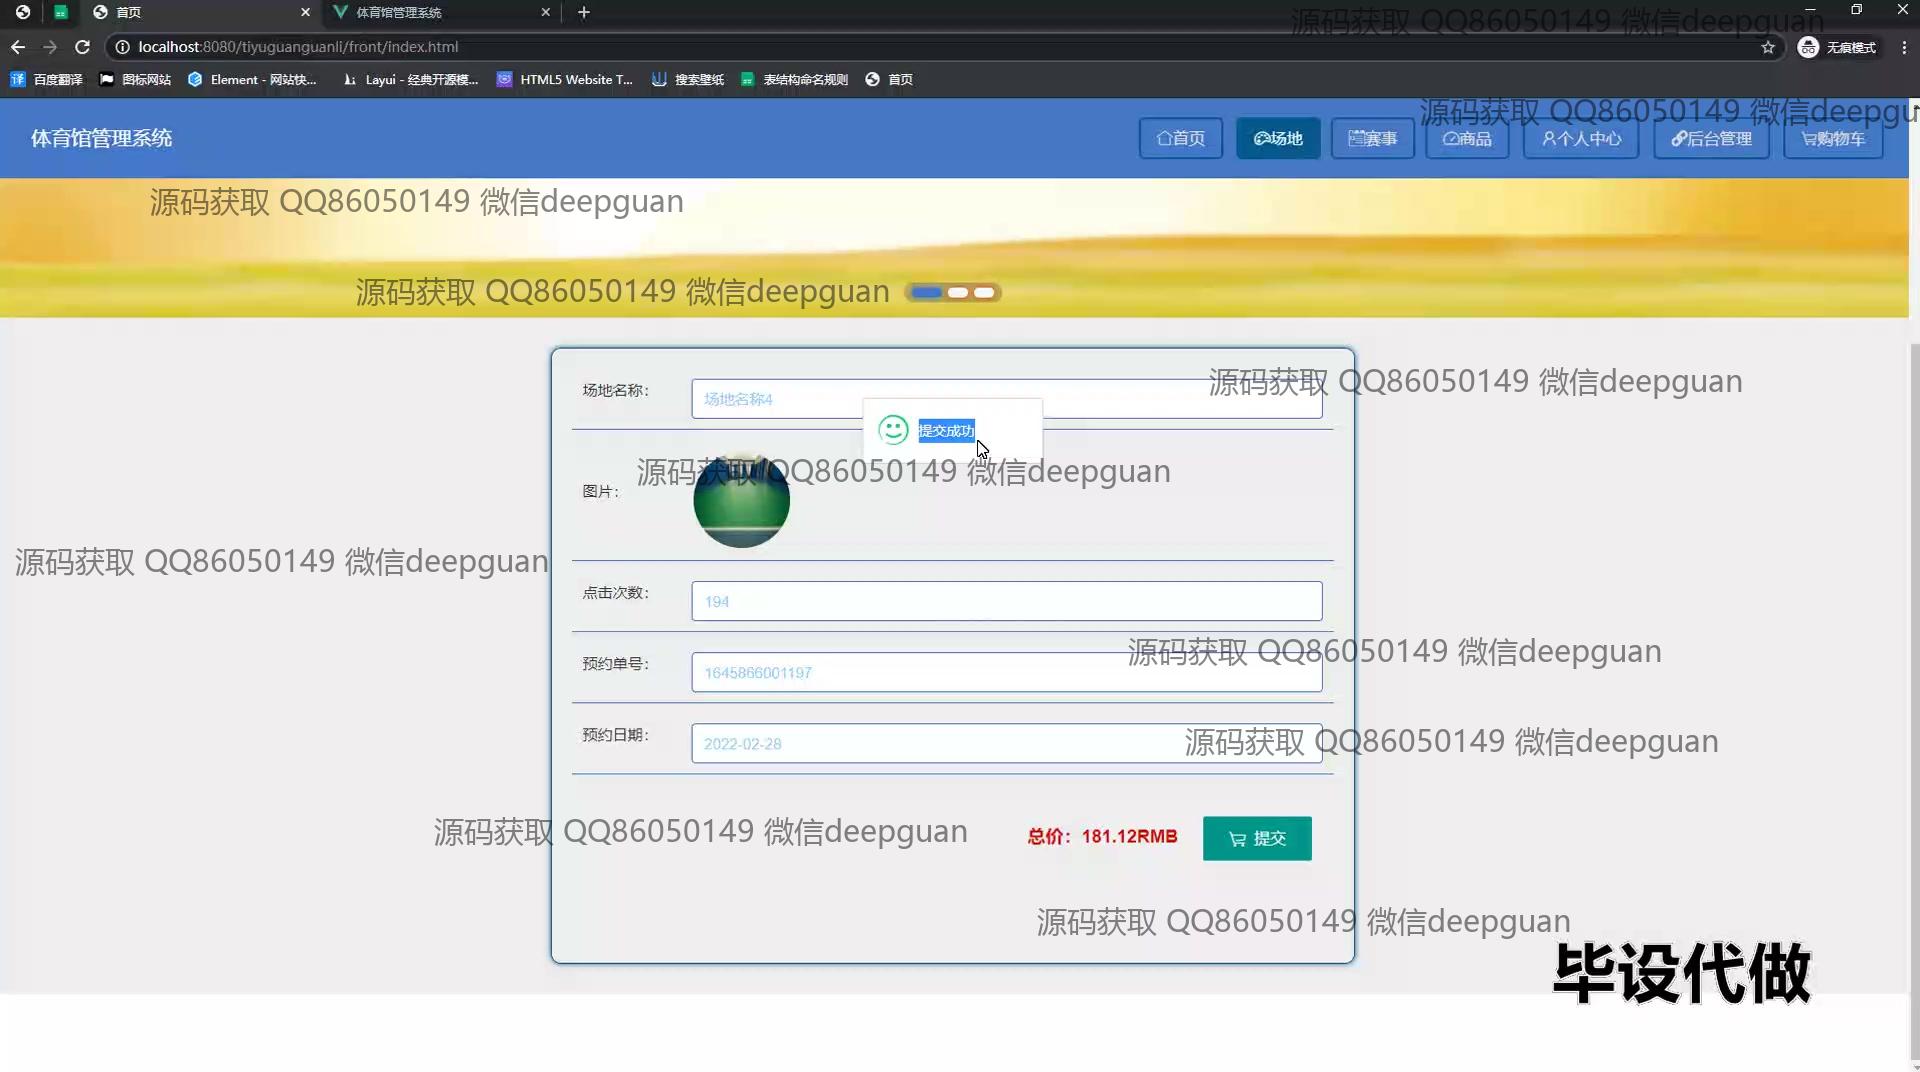 首页
体育馆管理系统
源码获取 QQ86050149 微信deepguan
localhost:8080/tiyuguanguanli/front/index.html
无痕模式
百度翻译
图标网站
Element - 网站快...
Layui - 经典开源模...
HTML5 Website T...
搜索壁纸
表结构命名规则
首页
源码获取 QQ86050149 微信deepgu
体育馆管理系统
首页
场地
赛事
商品
个人中心
后台管理
购物车
源码获取 QQ86050149 微信deepguan
源码获取 QQ86050149 微信deepguan
源码获取 QQ86050149 微信deepguan
场地名称：
场地名称4
提交成功
源码获取 QQ86050149 微信deepguan
图片：
源码获取 QQ86050149 微信deepguan
点击次数：
194
源码获取 QQ86050149 微信deepguan
预约单号：
1645866001197
预约日期：
2022-02-28
源码获取 QQ86050149 微信deepguan
源码获取 QQ86050149 微信deepguan
总价：181.12RMB
提交
源码获取 QQ86050149 微信deepguan
毕设代做